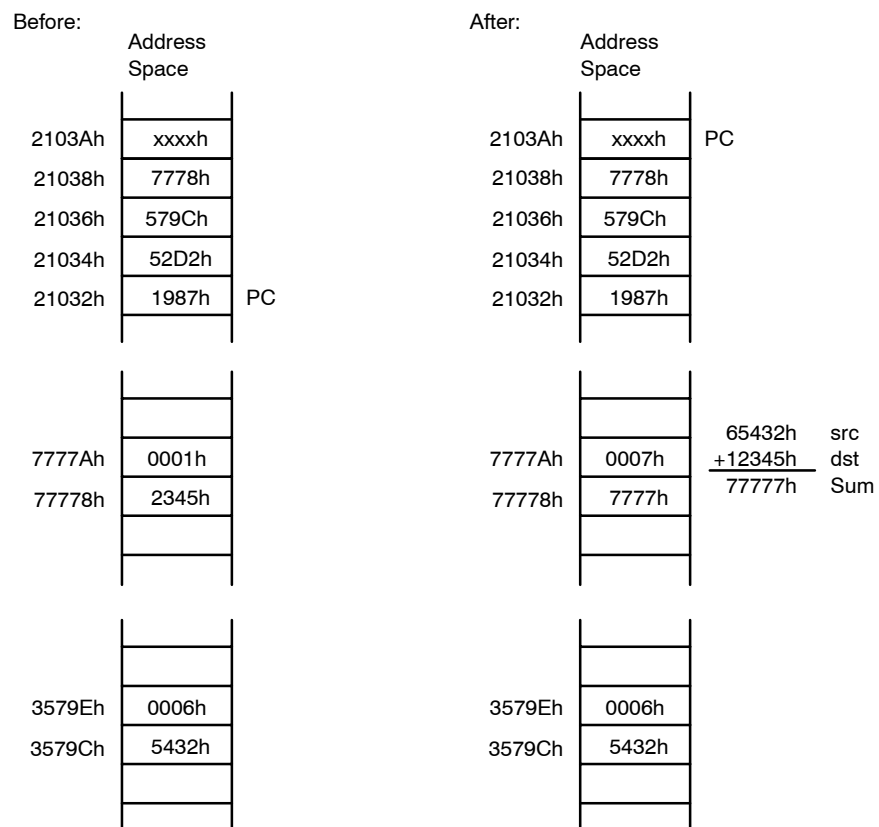 Before:
Address
Space
2103Ah xxxxh
21038h 7778h
21036h 579Ch
21034h 52D2h
21032h 1987h PC
7777Ah 0001h
77778h 2345h
3579Eh 0006h
3579Ch 5432h
After:
Address
Space
2103Ah xxxxh PC
21038h 7778h
21036h 579Ch
21034h 52D2h
21032h 1987h
65432h src
7777Ah 0007h +12345h dst
77778h 7777h 77777h Sum
3579Eh 0006h
3579Ch 5432h